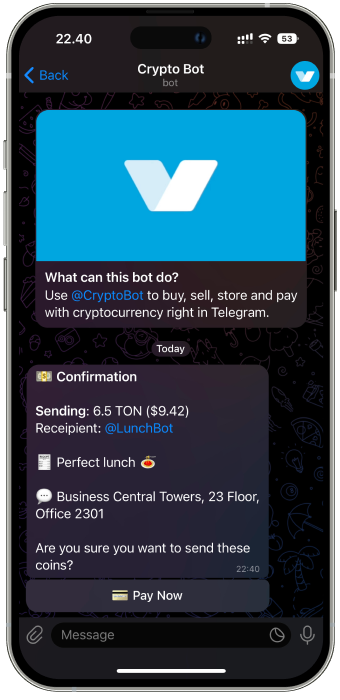 22.40
53
Back
Crypto Bot
bot
What can this bot do?
Use @CryptoBot to buy, sell, store and pay
with cryptocurrency right in Telegram.
Today
Confirmation
Sending: 6.5 TON ($9.42)
Receipient: @LunchBot
Perfect lunch
Business Central Towers, 23 Floor,
Office 2301
Are you sure you want to send these
coins?
22:40
Pay Now
Message